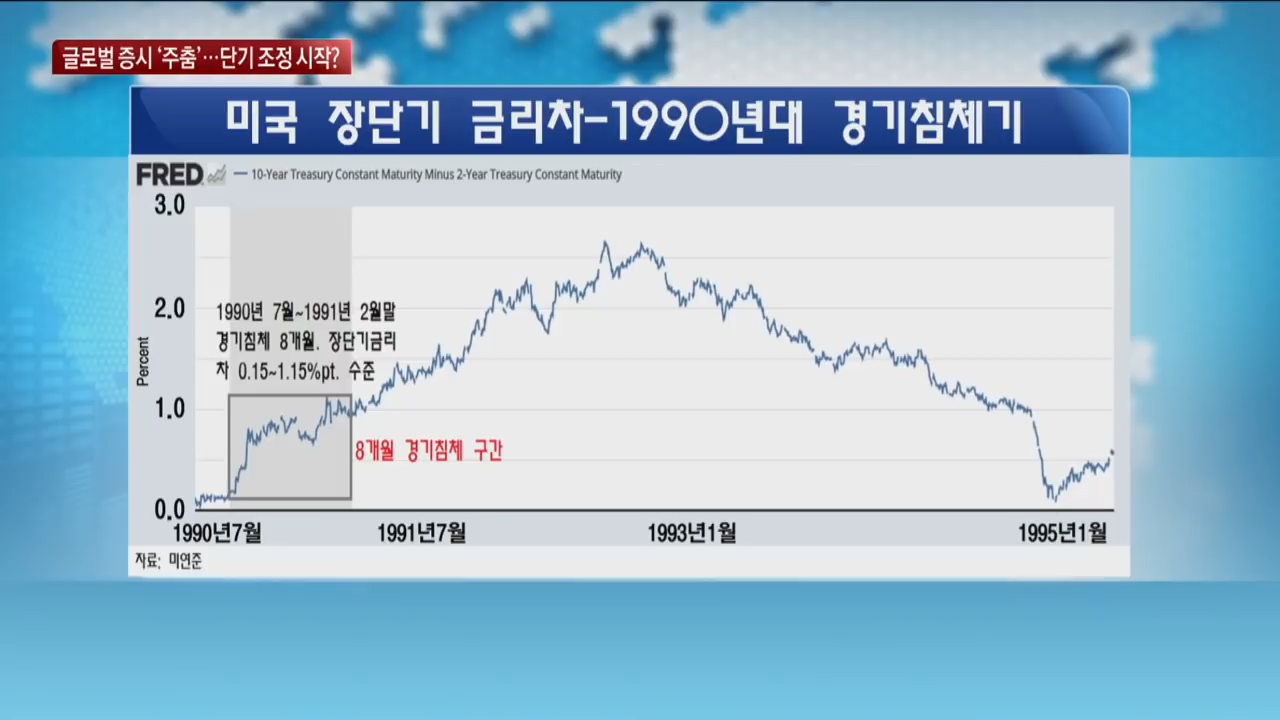 글로벌 증시 ‘주춤’…단기 조정 시작?
미국 장단기 금리차-1990년대 경기침체기
FRED
10-Year Treasury Constant Maturity Minus 2-Year Treasury Constant Maturity
3.0
2.0
1.0
0.0
Percent
1990년 7월~1991년 2월말
경기침체 8개월. 장단기금리
차 0.15~1.15%pt. 수준
8개월 경기침체 구간
1990년7월
1991년7월
1993년1월
1995년1월
자료: 미연준